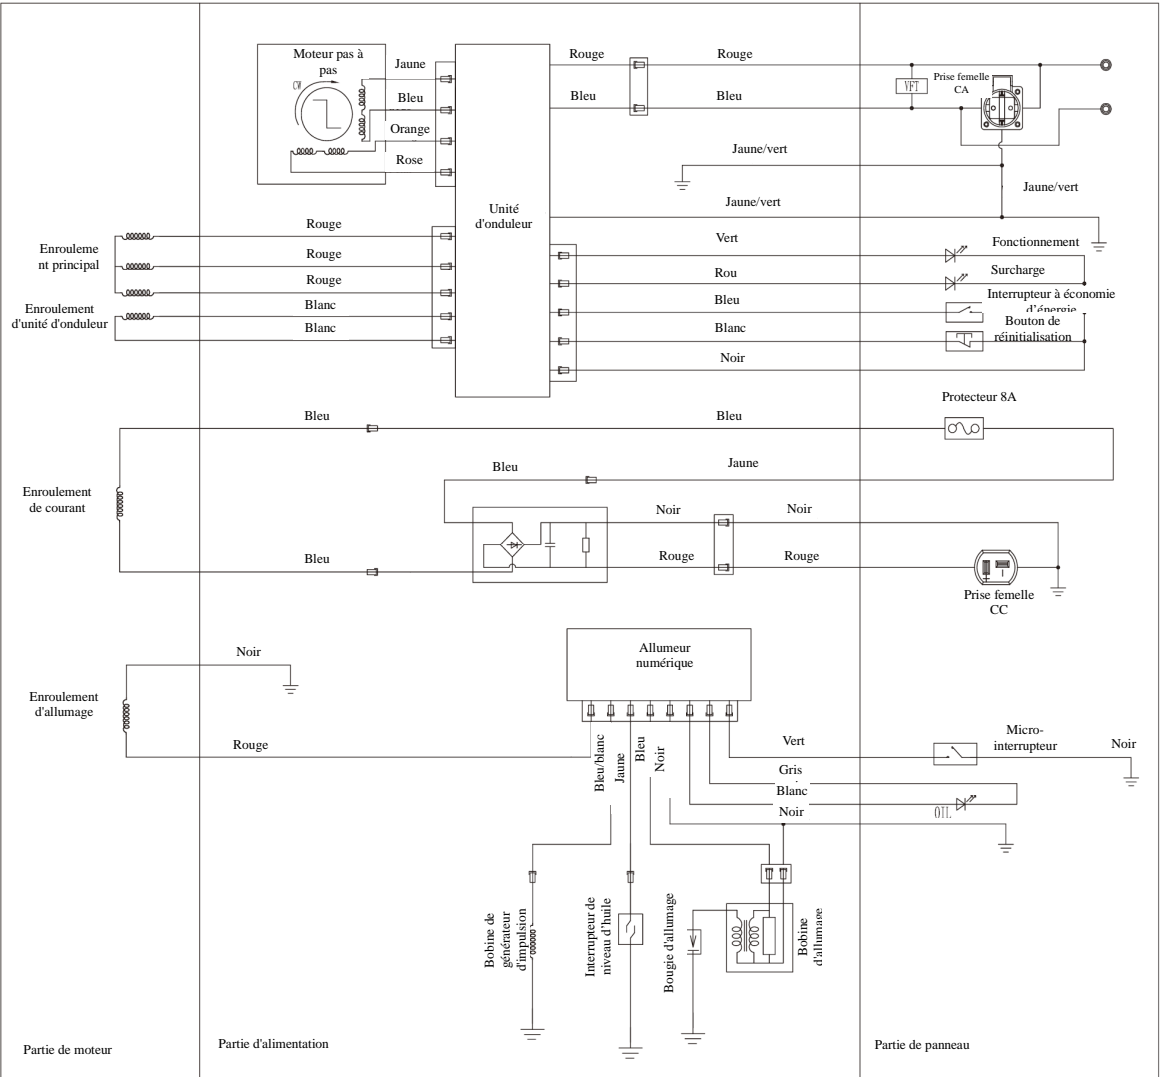 Moteur pas à
pas
CW
Jaune
Bleu
Orange
Rose
Rouge
Rouge
Bleu
Bleu
VFT
Prise femelle
CA
Jaune/vert
Jaune/vert
Jaune/vert
Unité
d'onduleur
Enrouleme
nt principal
Rouge
Rouge
Rouge
Enroulement
d'unité d'onduleur
Blanc
Blanc
Vert
Fonctionnement
Rou
Surcharge
Bleu
Interrupteur à économie
d'énergie
Blanc
Bouton de
réinitialisation
Noir
Bleu
Bleu
Protecteur 8A
Bleu
Jaune
Enroulement
de courant
Noir
Noir
Bleu
Rouge
Rouge
Prise femelle
CC
Allumeur
numérique
Noir
Enroulement
d'allumage
Rouge
Bleu/blanc
Jaune
Bleu
Noir
Vert
Micro-
interrupteur
Noir
Gris
Blanc
Noir
OIL
Bobine de
générateur
d'impulsion
Interrupteur de
niveau d'huile
Bougie d'allumage
Bobine
d'allumage
Partie de moteur
Partie d'alimentation
Partie de panneau